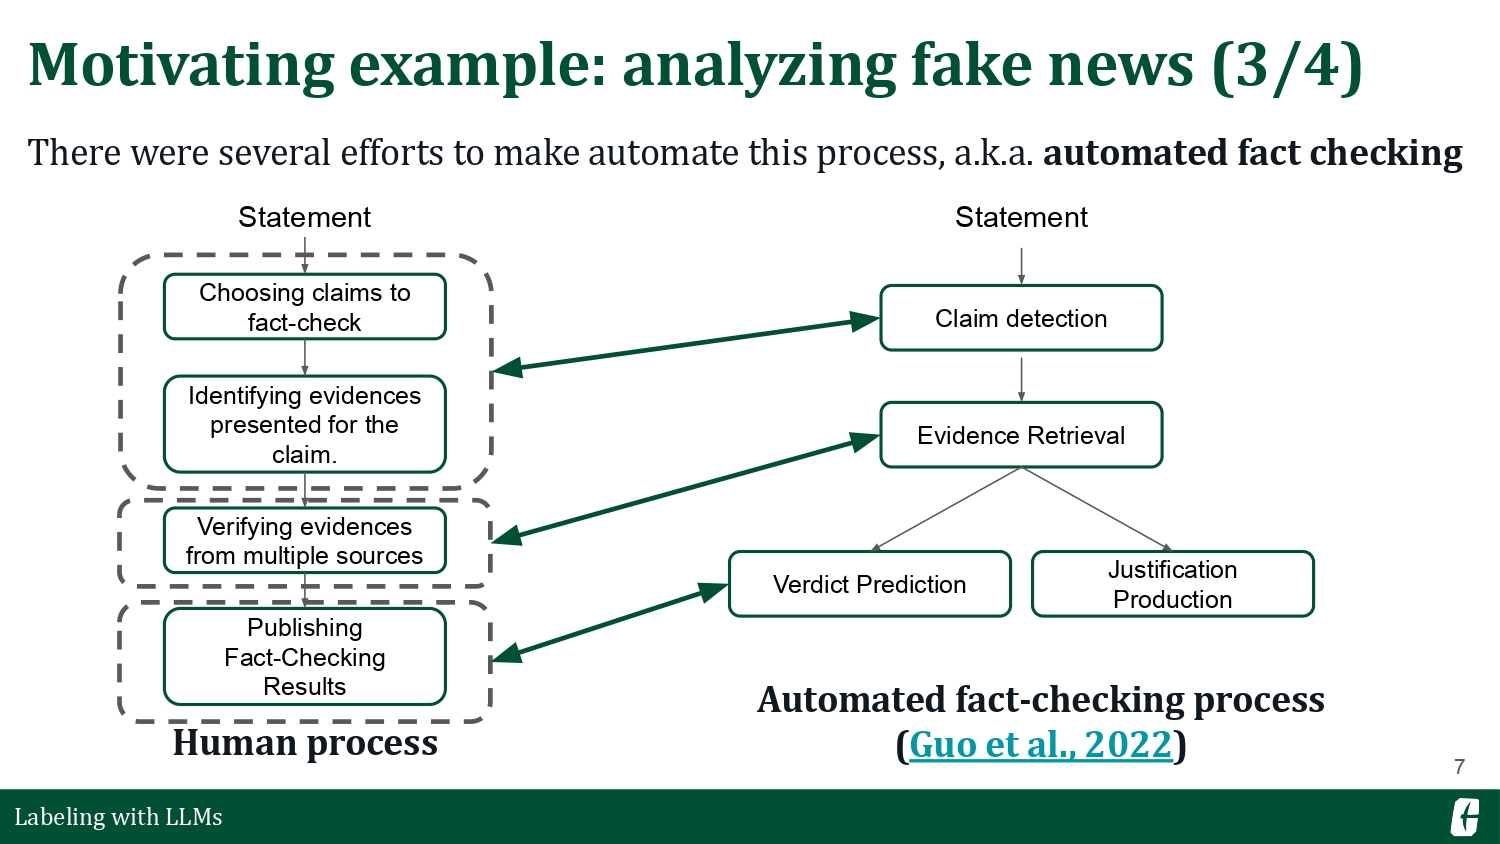 Motivating example: analyzing fake news (3/4)
There were several efforts to make automate this process, a.k.a. automated fact checking
Statement
Choosing claims to
fact-check
Identifying evidences
presented for the
claim.
Verifying evidences
from multiple sources
Publishing
Fact-Checking
Results
Human process
Statement
Claim detection
Evidence Retrieval
Verdict Prediction
Justification
Production
Automated fact-checking process
(Guo et al., 2022)
7
Labeling with LLMs